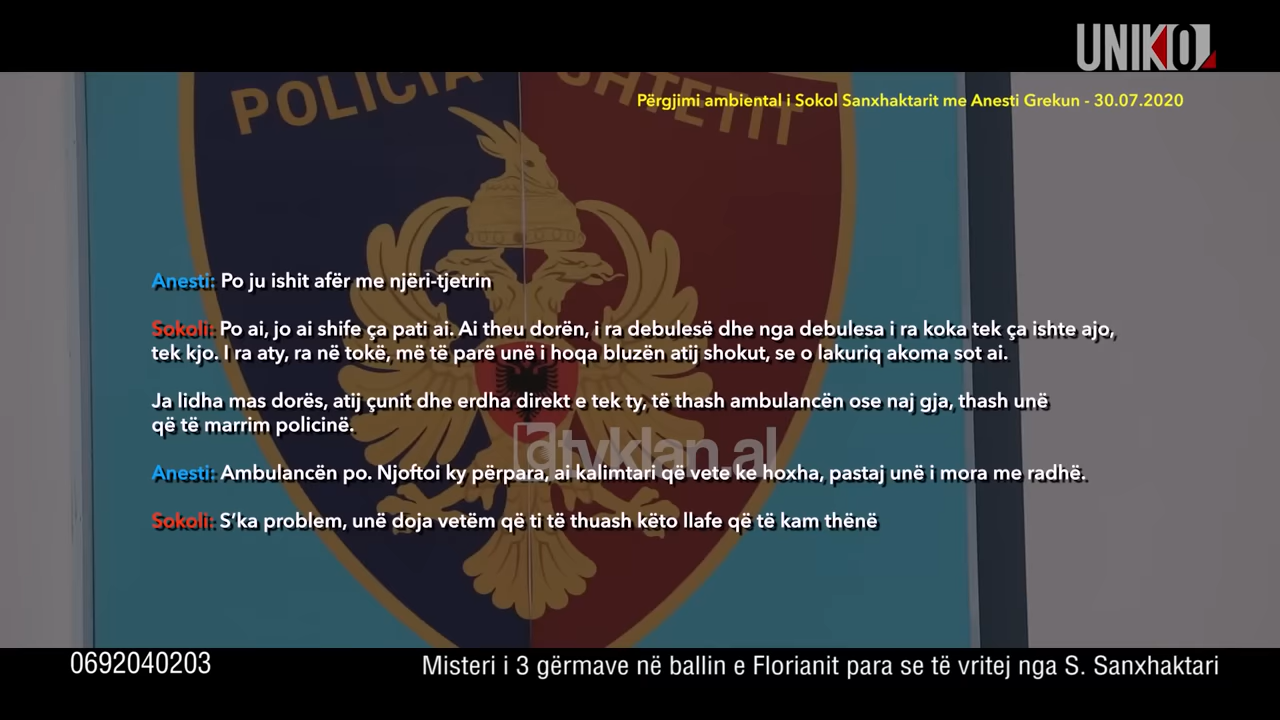 UNIKO
POLICIA SHTETIT
Përgjimi ambiental i Sokol Sanxhaktarit me Anesti Grekun - 30.07.2020
Anesti: Po ju ishit afër me njëri-tjetrin
Sokoli: Po ai, jo ai shife ça pati ai. Ai theu dorën, i ra debulesë dhe nga debulesa i ra koka tek ça ishte ajo,
tek kjo. I ra aty, ra në tokë, më të parë unë i hoqa bluzën atij shokut, se o lakuriq akoma sot ai.
Ja lidha mas dorës, atij çunit dhe erdha direkt e tek ty, të thash ambulancën ose naj gja, thash unë
që të marrim policinë.
tvklan.al
Anesti: Ambulancën po. Njoftoi ky përpara, ai kalimtari që vete ke hoxha, pastaj unë i mora me radhë.
Sokoli: S’ka problem, unë doja vetëm që ti të thuash këto llafe që të kam thënë
0692040203
Misteri i 3 gërmave në ballin e Florianit para se të vritej nga S. Sanxhaktari